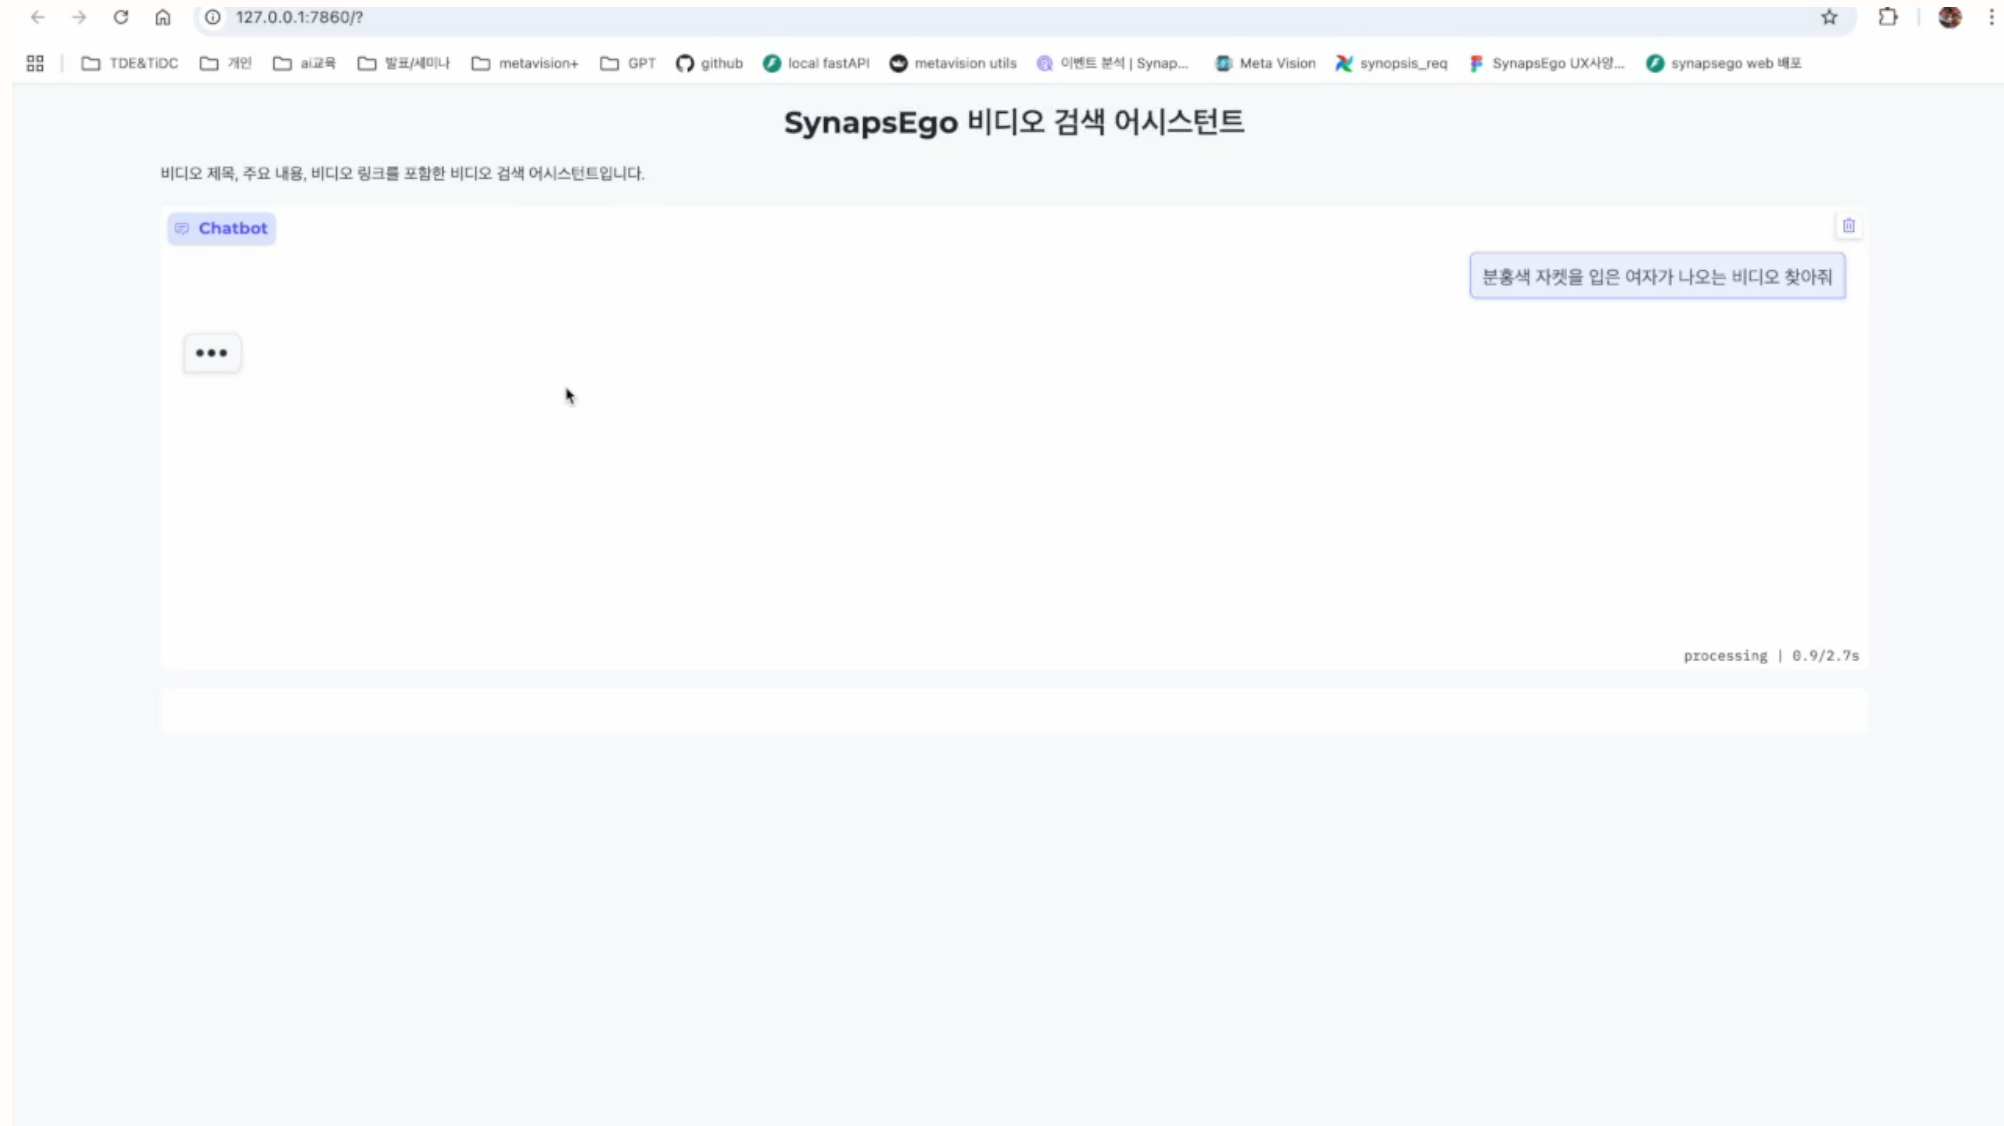 127.0.0.1:7860/?
TDE&TiDC 개인 ai교육 발표/세미나 metavision+ GPT github local fastAPI metavision utils 이벤트 분석 | Synap... Meta Vision synopsis_req SynapsEgo UX사양... synapsego web 배포
SynapsEgo 비디오 검색 어시스턴트
비디오 제목, 주요 내용, 비디오 링크를 포함한 비디오 검색 어시스턴트입니다.
Chatbot
분홍색 자켓을 입은 여자가 나오는 비디오 찾아줘
processing | 0.9/2.7s